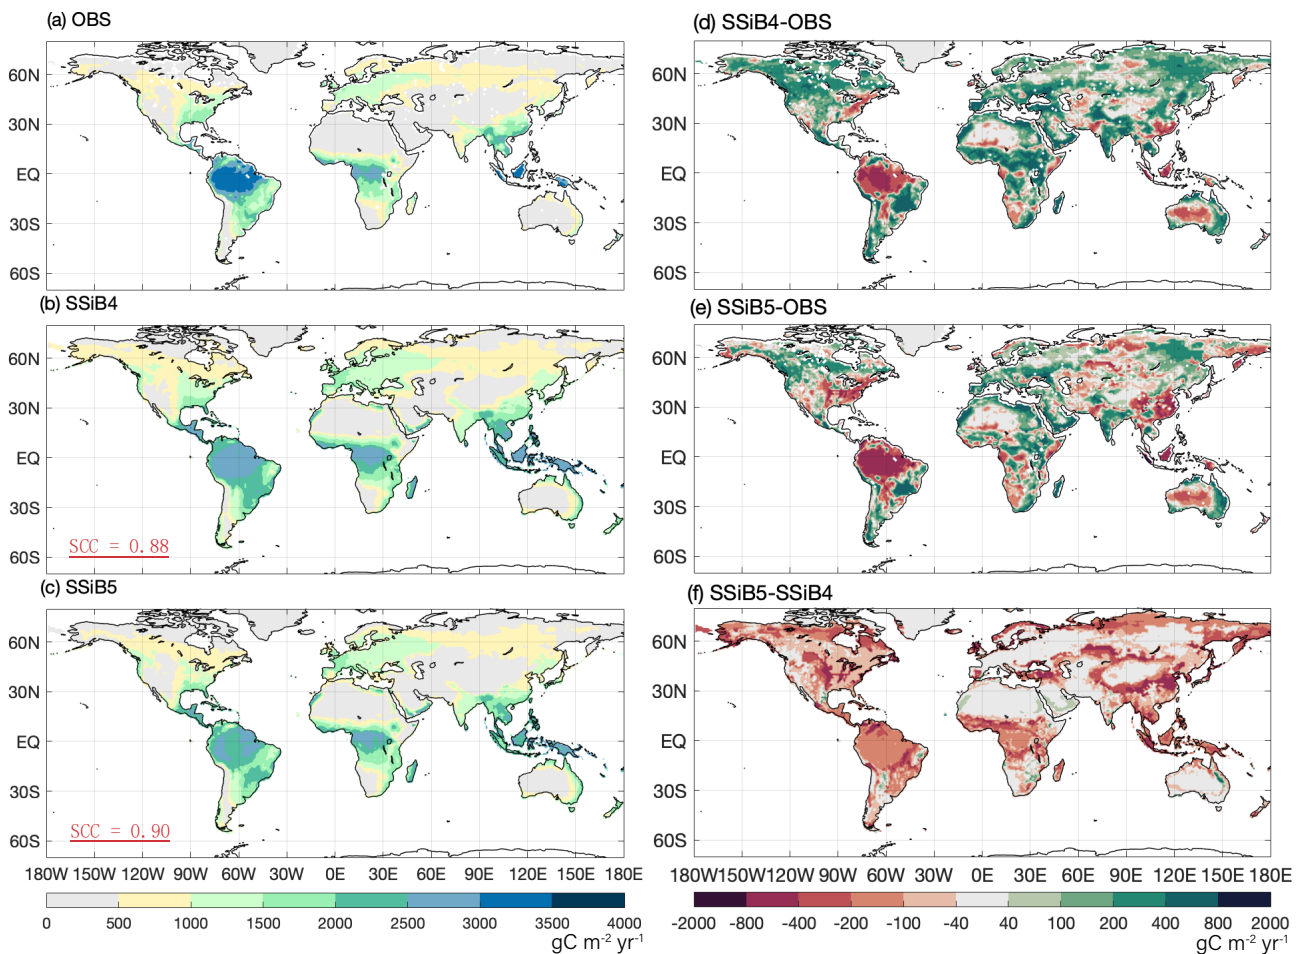 (a) OBS
60N
30N
EQ
30S
60S
(b) SSiB4
60N
30N
EQ
30S
60S
SCC = 0.88
(c) SSiB5
60N
30N
EQ
30S
60S
SCC = 0.90
180W 150W 120W 90W 60W 30W 0E 30E 60E 90E 120E 150E 180E
0 500 1000 1500 2000 2500 3000 3500 4000
gC m-2 yr-1
(d) SSiB4-OBS
60N
30N
EQ
30S
60S
(e) SSiB5-OBS
60N
30N
EQ
30S
60S
(f) SSiB5-SSiB4
60N
30N
EQ
30S
60S
180W150W 120W 90W 60W 30W 0E 30E 60E 90E 120E 150E 180E
-2000 -800 -400 -200 -100 -40 40 100 200 400 800 2000
gC m-2 yr-1